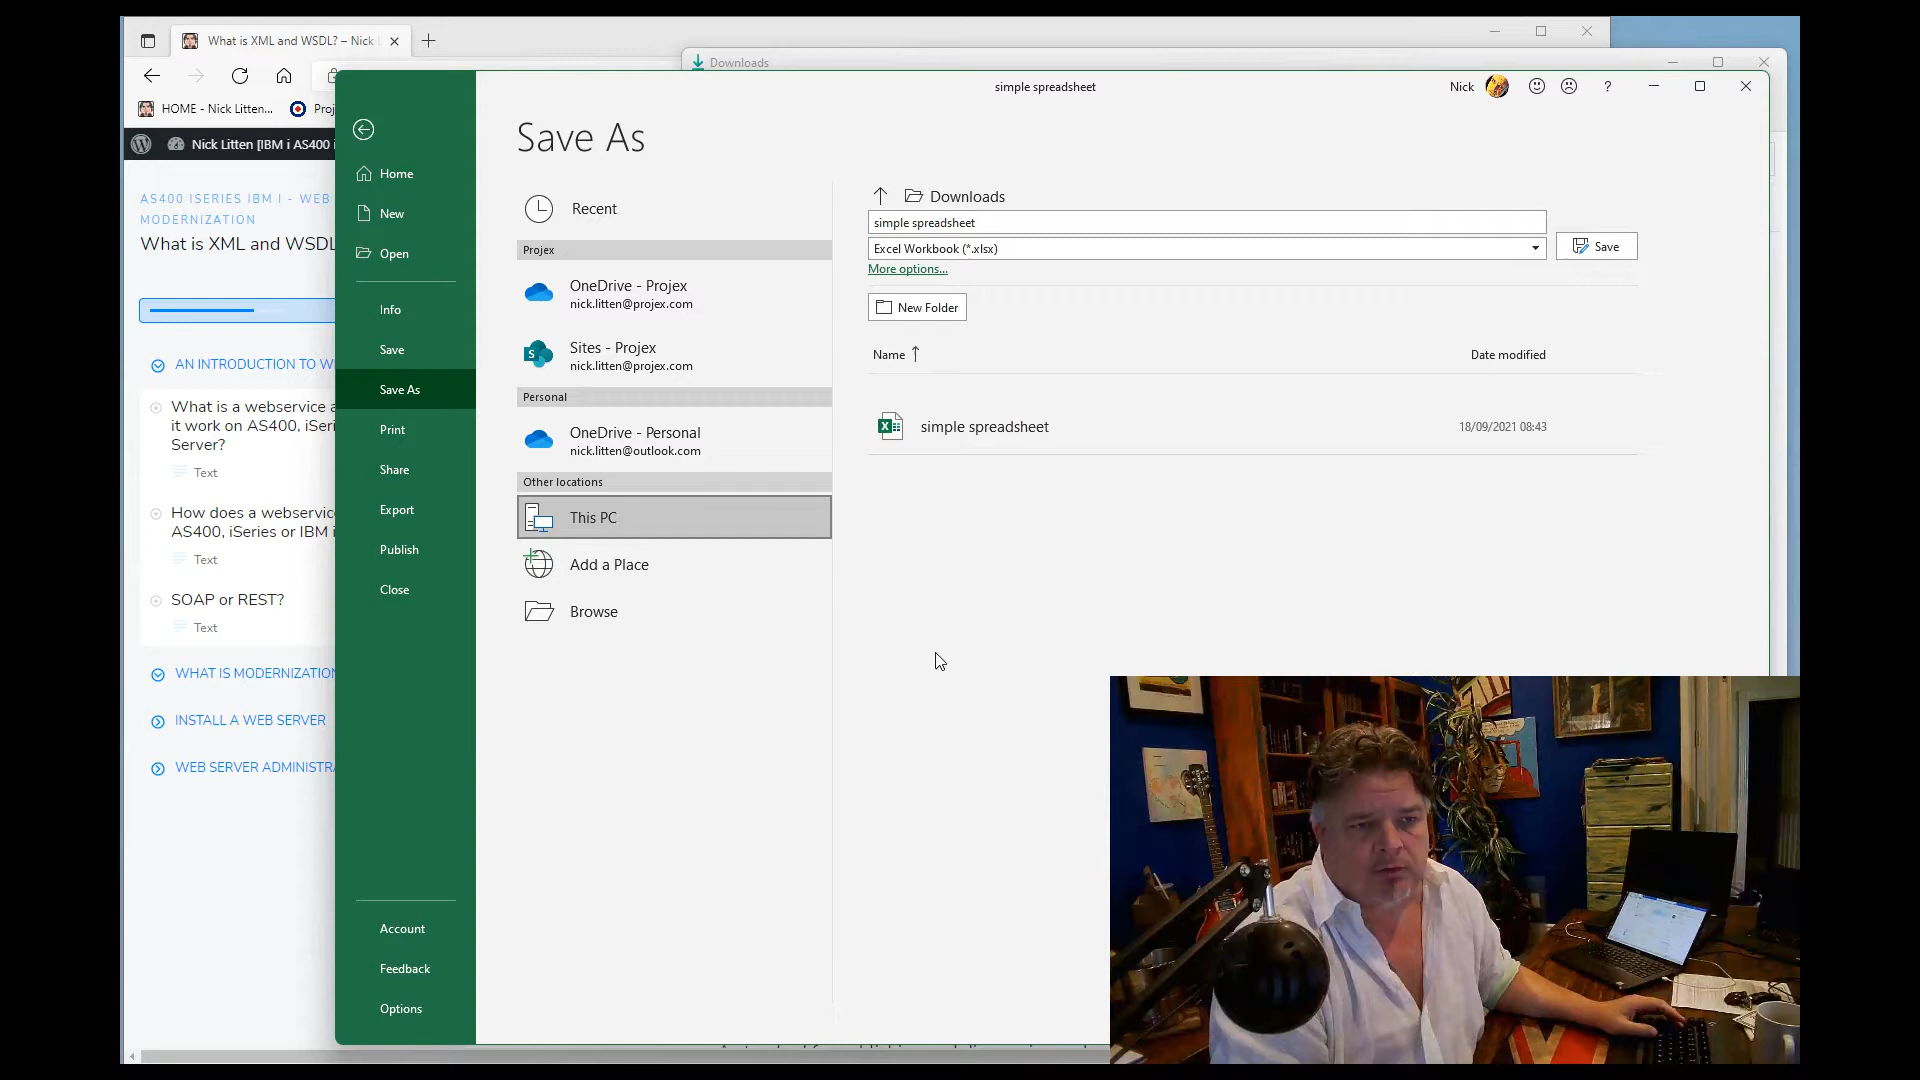 What is XML and WSDL? – Nick L
Downloads
HOME - Nick Litten...
Proj
Nick Litten [IBM i AS400 i
AS400 ISERIES IBM I - WEB
MODERNIZATION
What is XML and WSDL
AN INTRODUCTION TO W
What is a webservice a
it work on AS400, iSeri
Server?
Text
How does a webservice
AS400, iSeries or IBM i
Text
SOAP or REST?
Text
WHAT IS MODERNIZATION
INSTALL A WEB SERVER
WEB SERVER ADMINISTRA
simple spreadsheet
Nick
?
Home
New
Open
Info
Save
Save As
Print
Share
Export
Publish
Close
Account
Feedback
Options
Save As
Recent
Projex
OneDrive - Projex
nick.litten@projex.com
Sites - Projex
nick.litten@projex.com
Personal
OneDrive - Personal
nick.litten@outlook.com
Other locations
This PC
Add a Place
Browse
Downloads
simple spreadsheet
Excel Workbook (*.xlsx)
Save
More options...
New Folder
Name
Date modified
simple spreadsheet
18/09/2021 08:43